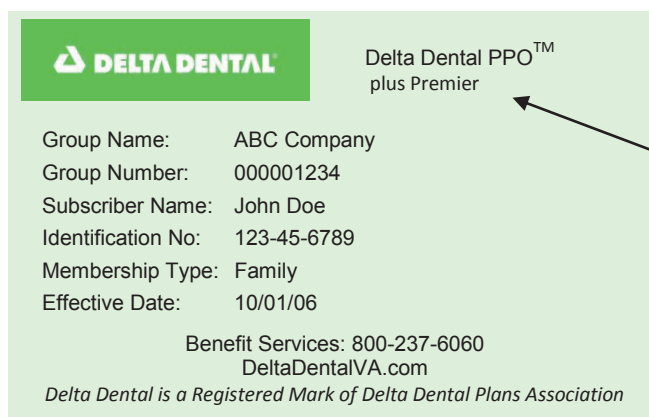 DELTA DENTAL
Delta Dental PPO™
plus Premier
Group Name: ABC Company
Group Number: 000001234
Subscriber Name: John Doe
Identification No: 123-45-6789
Membership Type: Family
Effective Date: 10/01/06
Benefit Services: 800-237-6060
DeltaDentalVA.com
Delta Dental is a Registered Mark of Delta Dental Plans Association